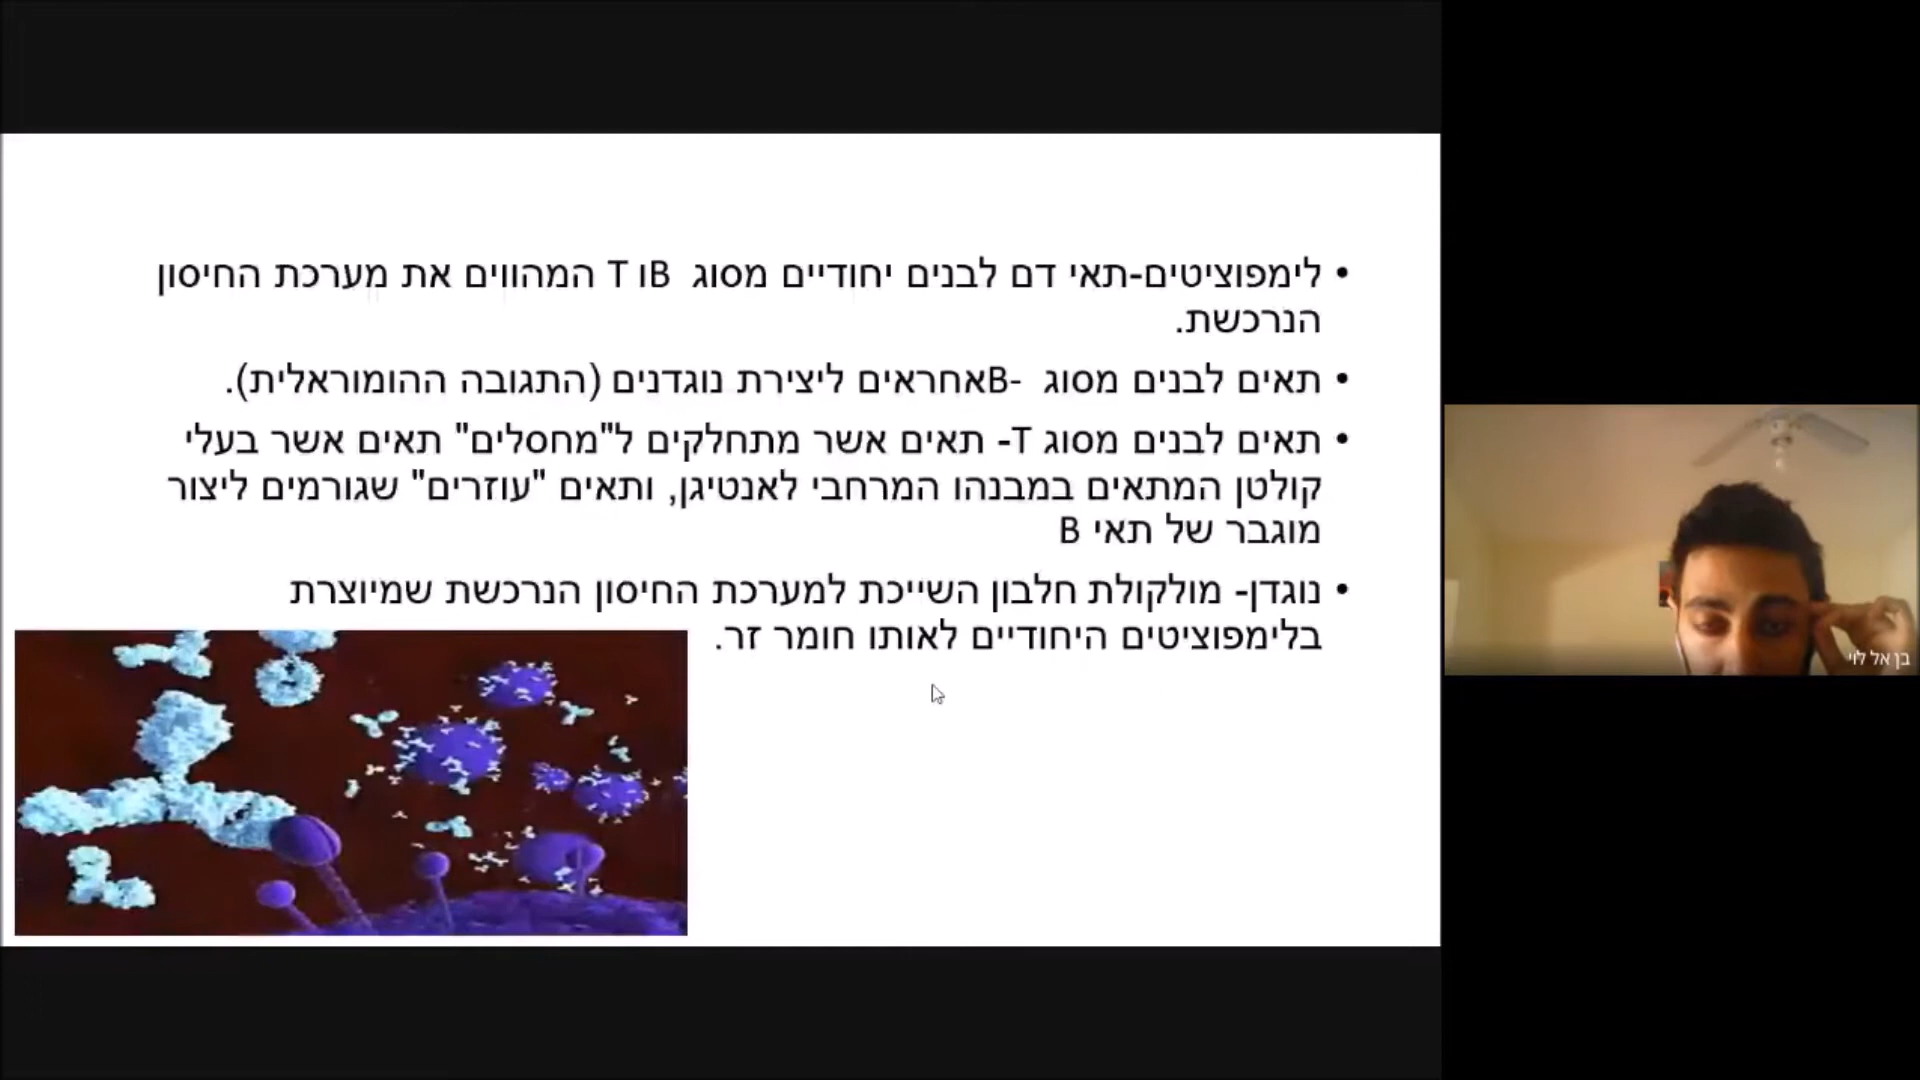 • לימפוציטים-תאי דם לבנים יחודיים מסוג B ו T המהווים את מערכת החיסון
הנרכשת.
• תאים לבנים מסוג B- אחראים ליצירת נוגדנים (התגובה ההומוראלית).
• תאים לבנים מסוג T- תאים אשר מתחלקים ל"מחסלים" תאים אשר בעלי
קולטן המתאים במבנהו המרחבי לאנטיגן, ותאים "עוזרים" שגורמים ליצור
מוגבר של תאי B
• נוגדן- מולקולת חלבון השייכת למערכת החיסון הנרכשת שמיוצרת
בלימפוציטים היחודיים לאותו חומר זר.
בן אל לוי